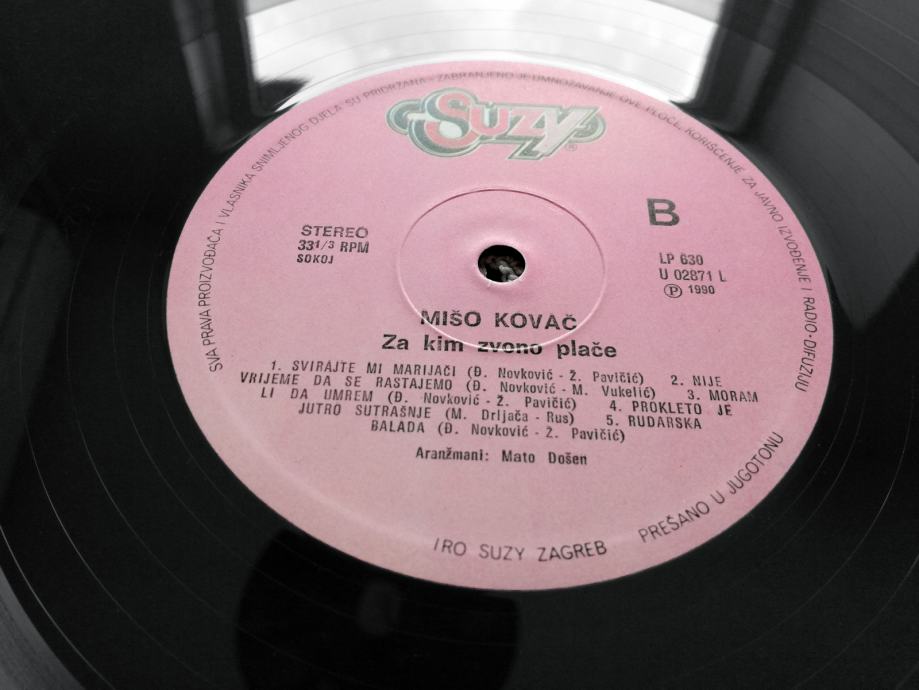 SVA PRAVA PROIZVOĐAČA I VLASNIKA SNIMLJENOG DJELA SU PRIDRŽANA - ZABRANJENO JE UMNOŽAVANJE OVE PLOČE, KORIŠĆENJE ZA JAVNO IZVOĐENJE I RADIO-DIFUZIJU
SUZY®
B
STEREO
33 1/3 RPM
SOKOJ
LP 630
U 02871 L
Ⓟ 1990
MIŠO KOVAČ
Za kim zvono plače
1. SVIRAJTE MI MARIJAČI (Đ. Novković - Ž. Pavičić) 2. NIJE
VRIJEME DA SE RASTAJEMO (Đ. Novković - M. Vukelić) 3. MORAM
LI DA UMREM (Đ. Novković - Ž. Pavičić) 4. PROKLETO JE
JUTRO SUTRAŠNJE (M. Drljača - Rus) 5. RUDARSKA
BALADA (Đ. Novković - Ž. Pavičić)
Aranžmani: Mato Došen
IRO SUZY ZAGREB
PREŠANO U JUGOTONU